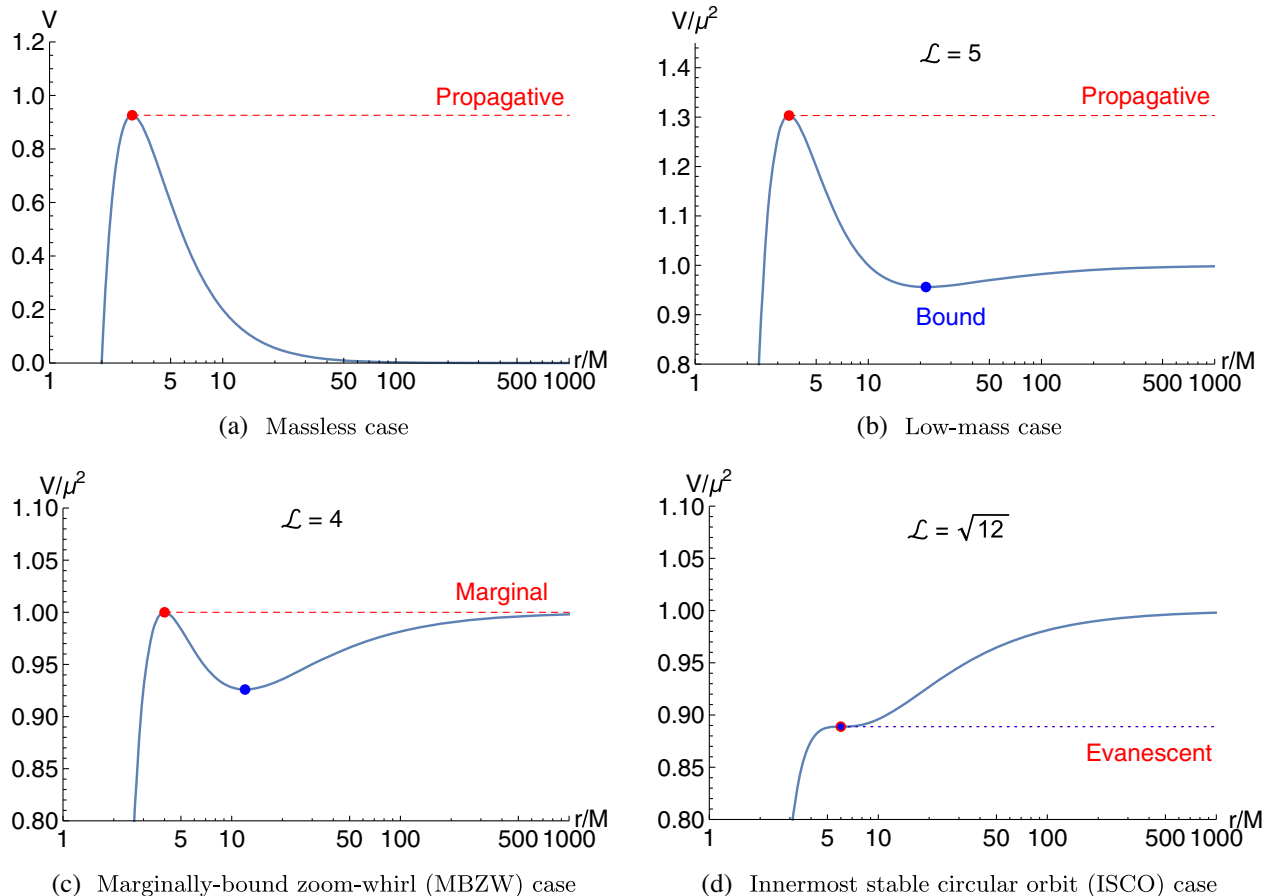 V
1.2
1.0
0.8
0.6
0.4
0.2
0.0
Propagative
r/M
1 5 10 50 100 500 1000
(a) Massless case
V/μ²
ℒ = 5
1.4
1.3
1.2
1.1
1.0
0.9
0.8
Propagative
Bound
r/M
1 5 10 50 100 500 1000
(b) Low-mass case
V/μ²
1.10
ℒ = 4
1.05
1.00
0.95
0.90
0.85
0.80
Marginal
r/M
1 5 10 50 100 500 1000
(c) Marginally-bound zoom-whirl (MBZW) case
V/μ²
1.10
ℒ = √12
1.05
1.00
0.95
0.90
0.85
0.80
Evanescent
r/M
1 5 10 50 100 500 1000
(d) Innermost stable circular orbit (ISCO) case